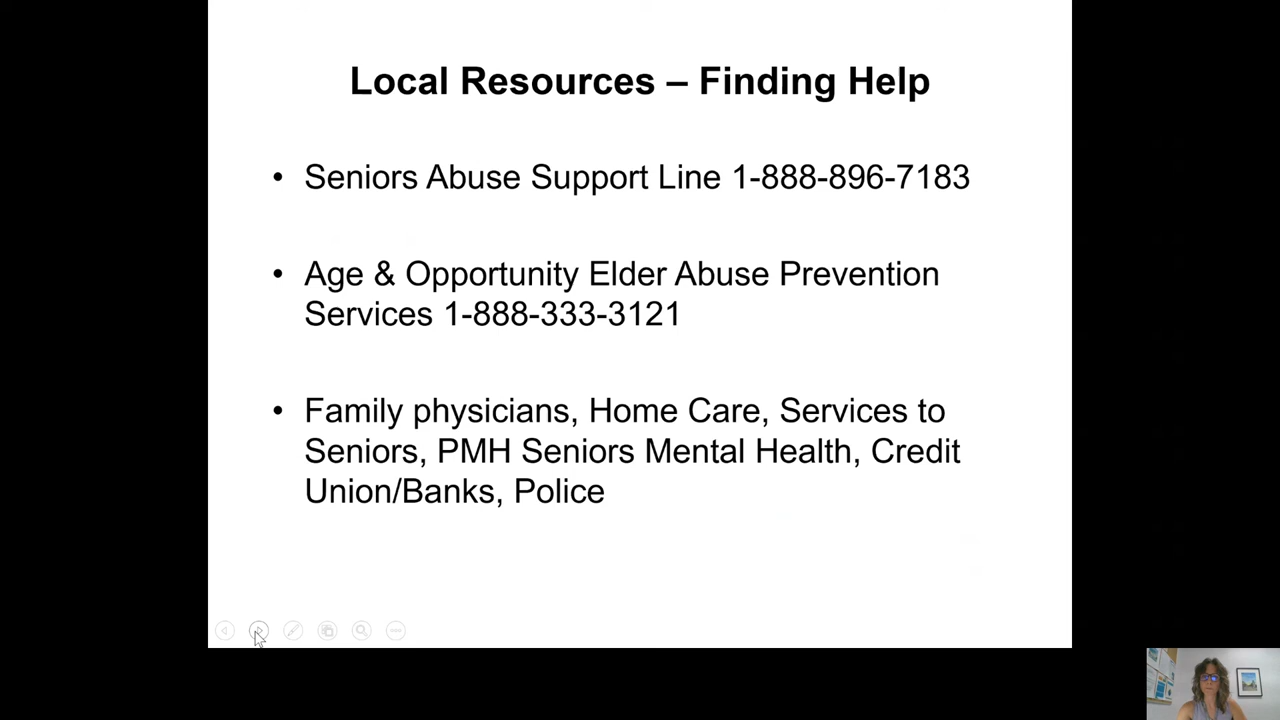 Local Resources – Finding Help
• Seniors Abuse Support Line 1-888-896-7183
• Age & Opportunity Elder Abuse Prevention
Services 1-888-333-3121
• Family physicians, Home Care, Services to
Seniors, PMH Seniors Mental Health, Credit
Union/Banks, Police